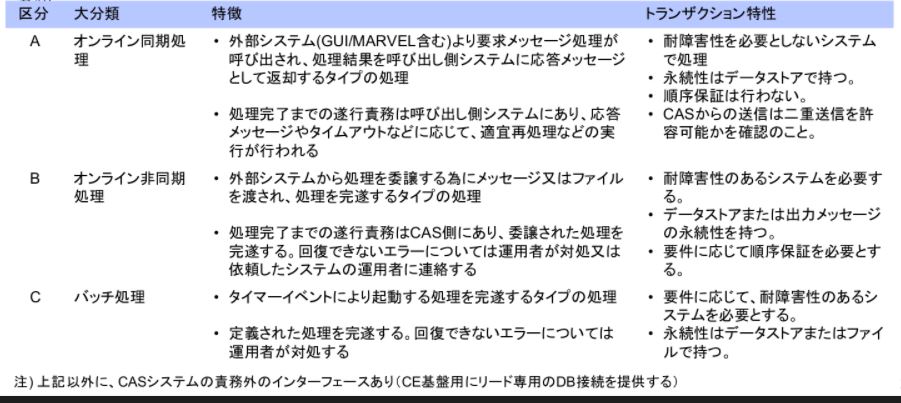 区分 大分類 特徴 トランザクション特性
A オンライン同期処理
・ 外部システム(GUI/MARVEL含む)より要求メッセージ処理が
呼び出され、処理結果を呼び出し側システムに応答メッセージ
として返却するタイプの処理
・ 処理完了までの遂行責務は呼び出し側システムにあり、応答
メッセージやタイムアウトなどに応じて、適宜再処理などの実
行が行われる
・ 耐障害性を必要としないシステム
で処理
・ 永続性はデータストアで持つ。
・ 順序保証は行わない。
・ CASからの送信は二重送信を許
容可能かを確認のこと。
B オンライン非同期
処理
・ 外部システムから処理を委譲する為にメッセージ又はファイル
を渡され、処理を完遂するタイプの処理
・ 処理完了までの遂行責務はCAS側にあり、委譲された処理を
完遂する。回復できないエラーについては運用者が対処又は
依頼したシステムの運用者に連絡する
・ 耐障害性のあるシステムを必要す
る。
・ データストアまたは出力メッセージ
の永続性を持つ。
・ 要件に応じて順序保証を必要とす
る。
C バッチ処理
・ タイマーイベントにより起動する処理を完遂するタイプの処理
・ 定義された処理を完遂する。回復できないエラーについては
運用者が対処する
・ 要件に応じて、耐障害性のあるシ
ステムを必要とする。
・ 永続性はデータストアまたはファイ
ルで持つ。
注) 上記以外に、CASシステムの責務外のインターフェースあり(CE基盤用にリード専用のDB接続を提供する)